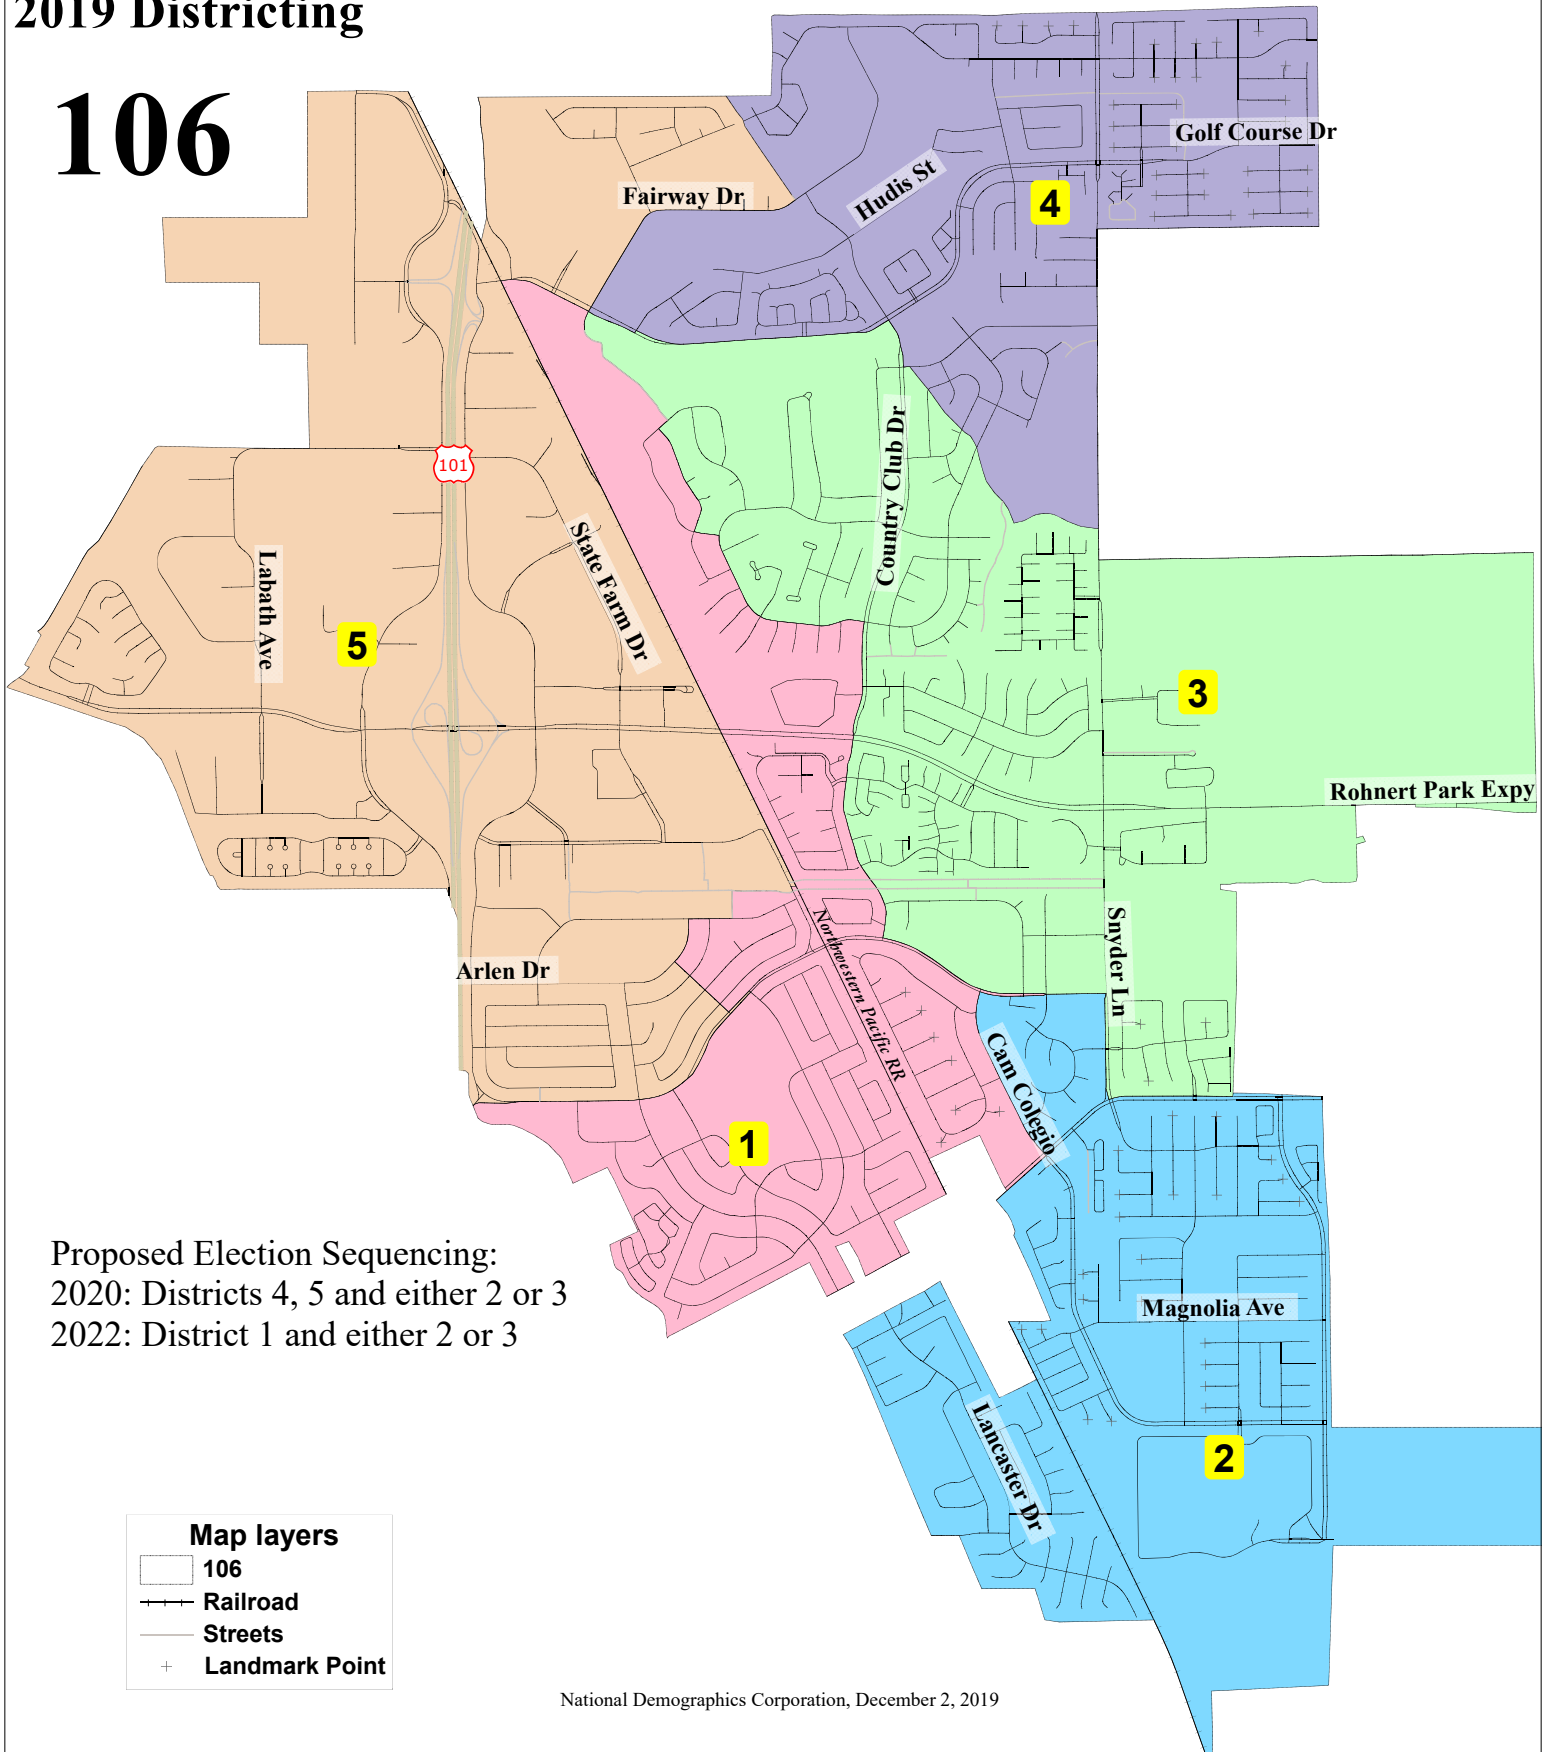 2019 Districting
106
Golf Course Dr
Fairway Dr
Hudis St
4
101
Country Club Dr
State Farm Dr
Labath Ave
5
3
Rohnert Park Expy
Snyder Ln
Northwestern Pacific RR
Arlen Dr
Cam Colegio
1
Proposed Election Sequencing:
2020: Districts 4, 5 and either 2 or 3
2022: District 1 and either 2 or 3
Magnolia Ave
Lancaster Dr
2
Map layers
106
Railroad
Streets
Landmark Point
National Demographics Corporation, December 2, 2019